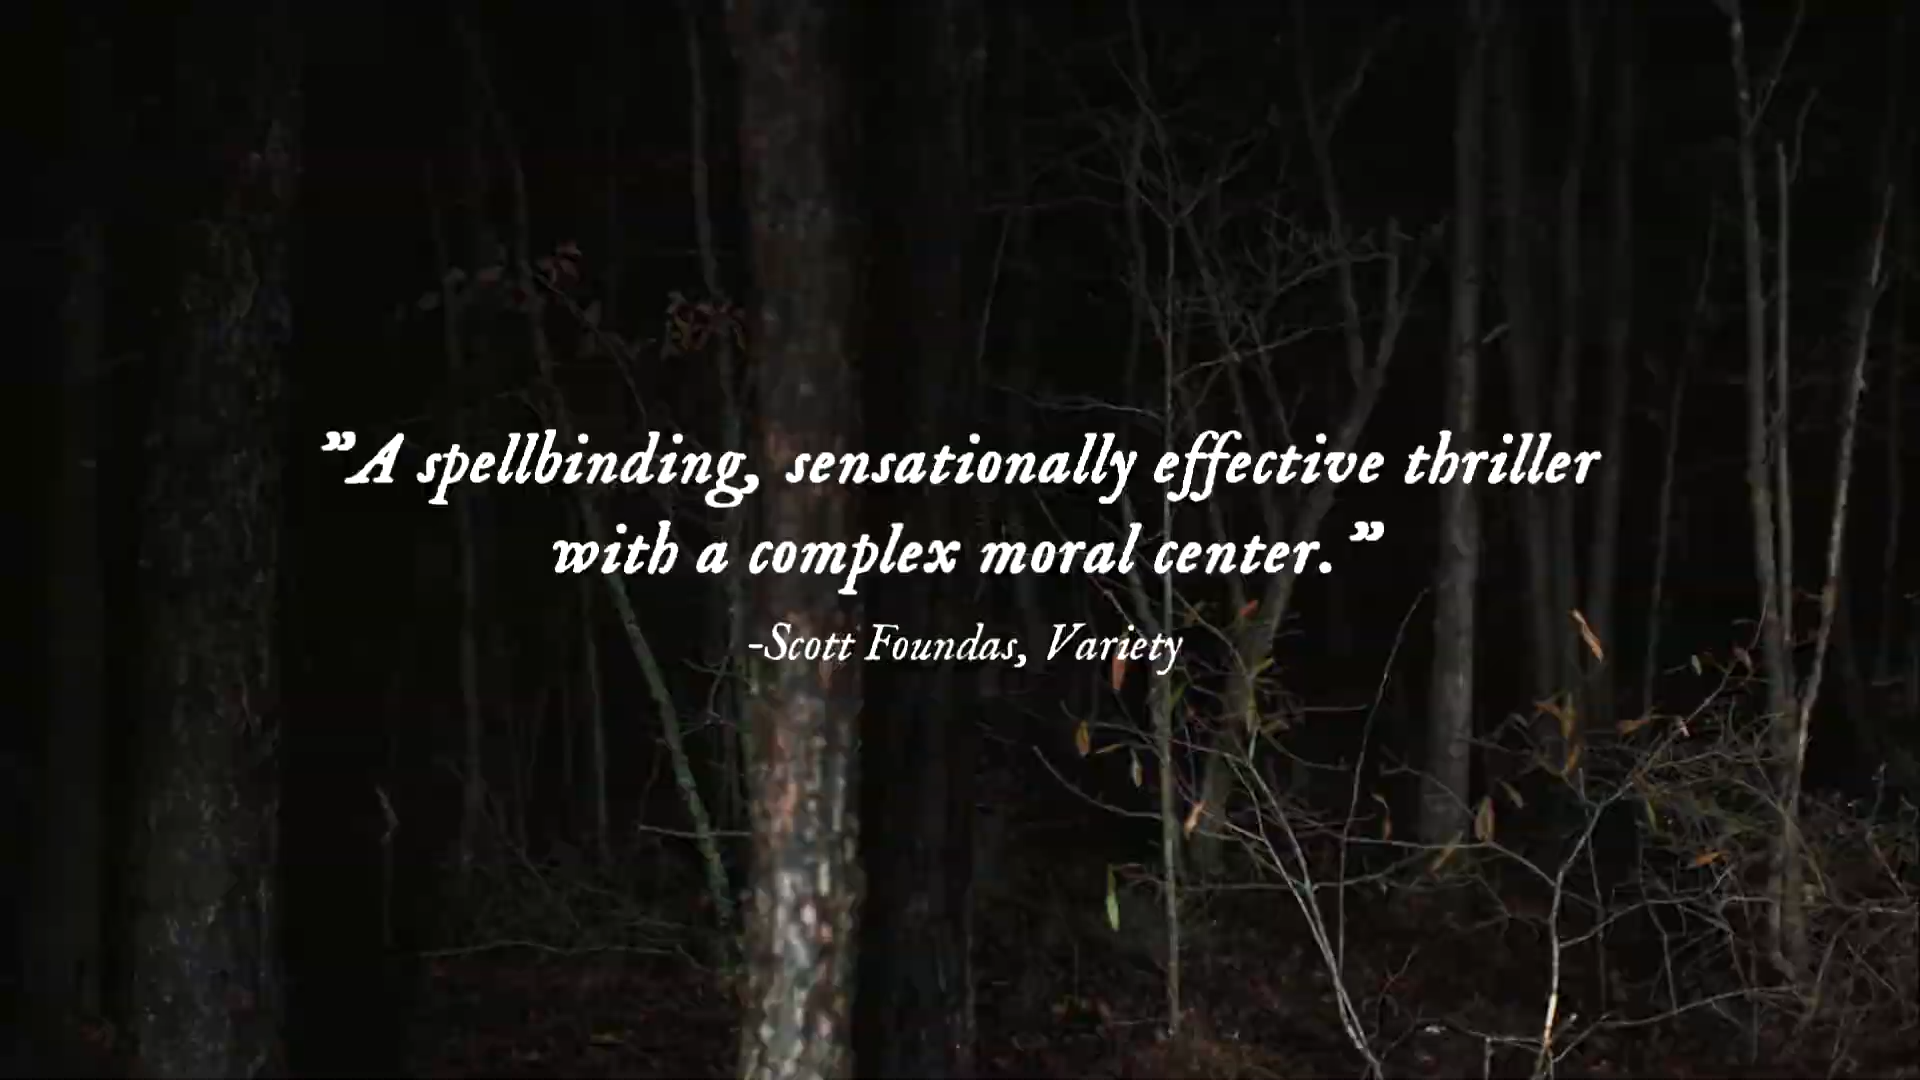 ”A spellbinding, sensationally effective thriller
with a complex moral center.”
-Scott Foundas, Variety